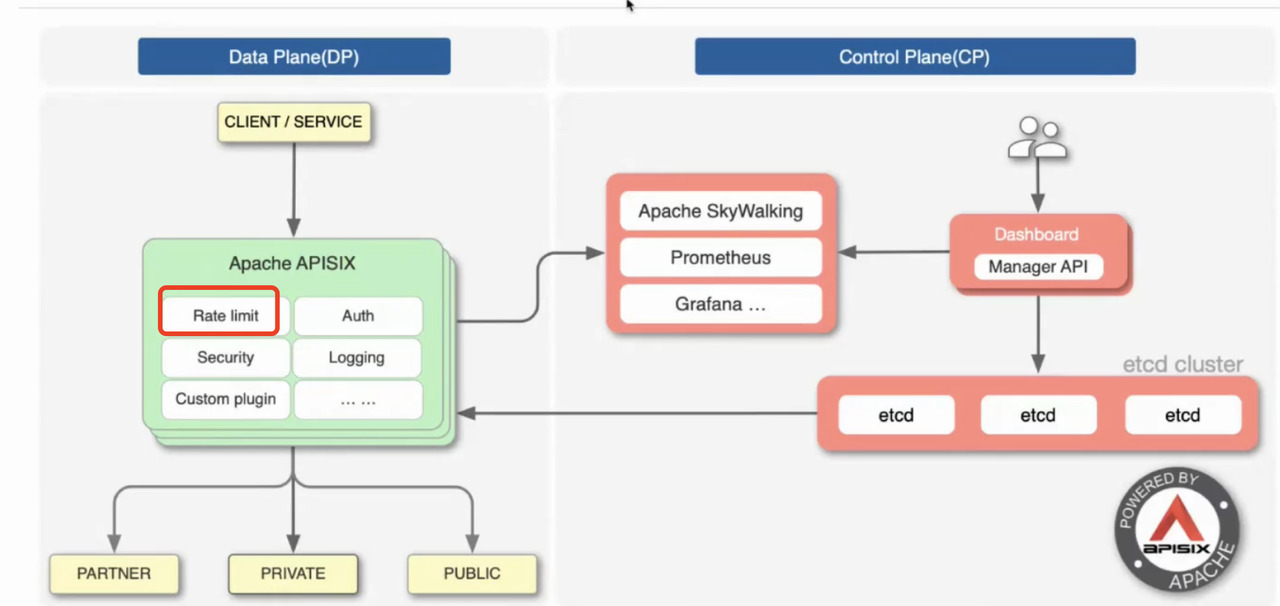 Data Plane(DP)
Control Plane(CP)
CLIENT / SERVICE
Apache APISIX
Rate limit
Auth
Security
Logging
Custom plugin
... ...
PARTNER
PRIVATE
PUBLIC
Apache SkyWalking
Prometheus
Grafana ...
Dashboard
Manager API
etcd cluster
etcd
etcd
etcd
POWERED BY
APISIX
APACHE